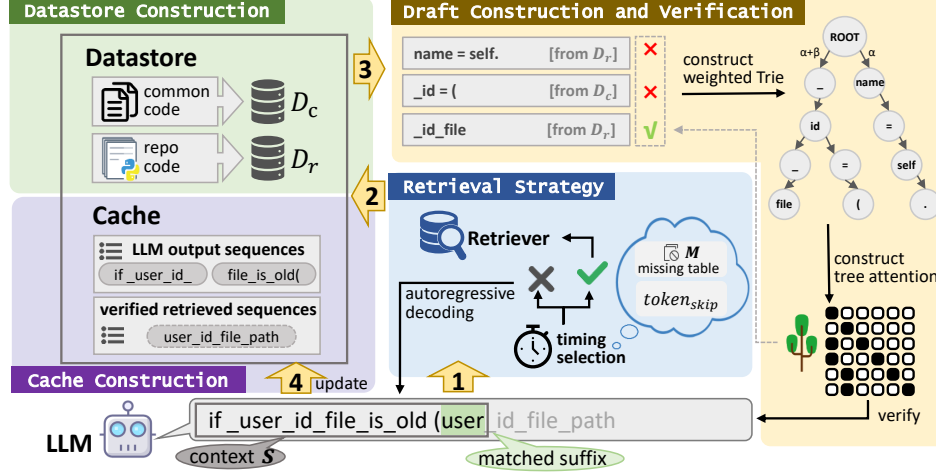 Datastore Construction
Datastore
common code
D_c
repo code
D_r
Cache
LLM output sequences
if _user_id_
file_is_old(
verified retrieved sequences
user_id_file_path
Cache Construction
3
2
1
4
update
Draft Construction and Verification
name = self. [from D_r]
_id = ( [from D_c]
_id_file [from D_r]
construct
weighted Trie
ROOT
α+β
α
_
name
id
=
_
=
self
file
(
.
construct
tree attention
verify
Retrieval Strategy
Retriever
M
missing table
token_skip
autoregressive
decoding
timing
selection
LLM
if _user_id_file_is_old (user_id_file_path
context S
matched suffix